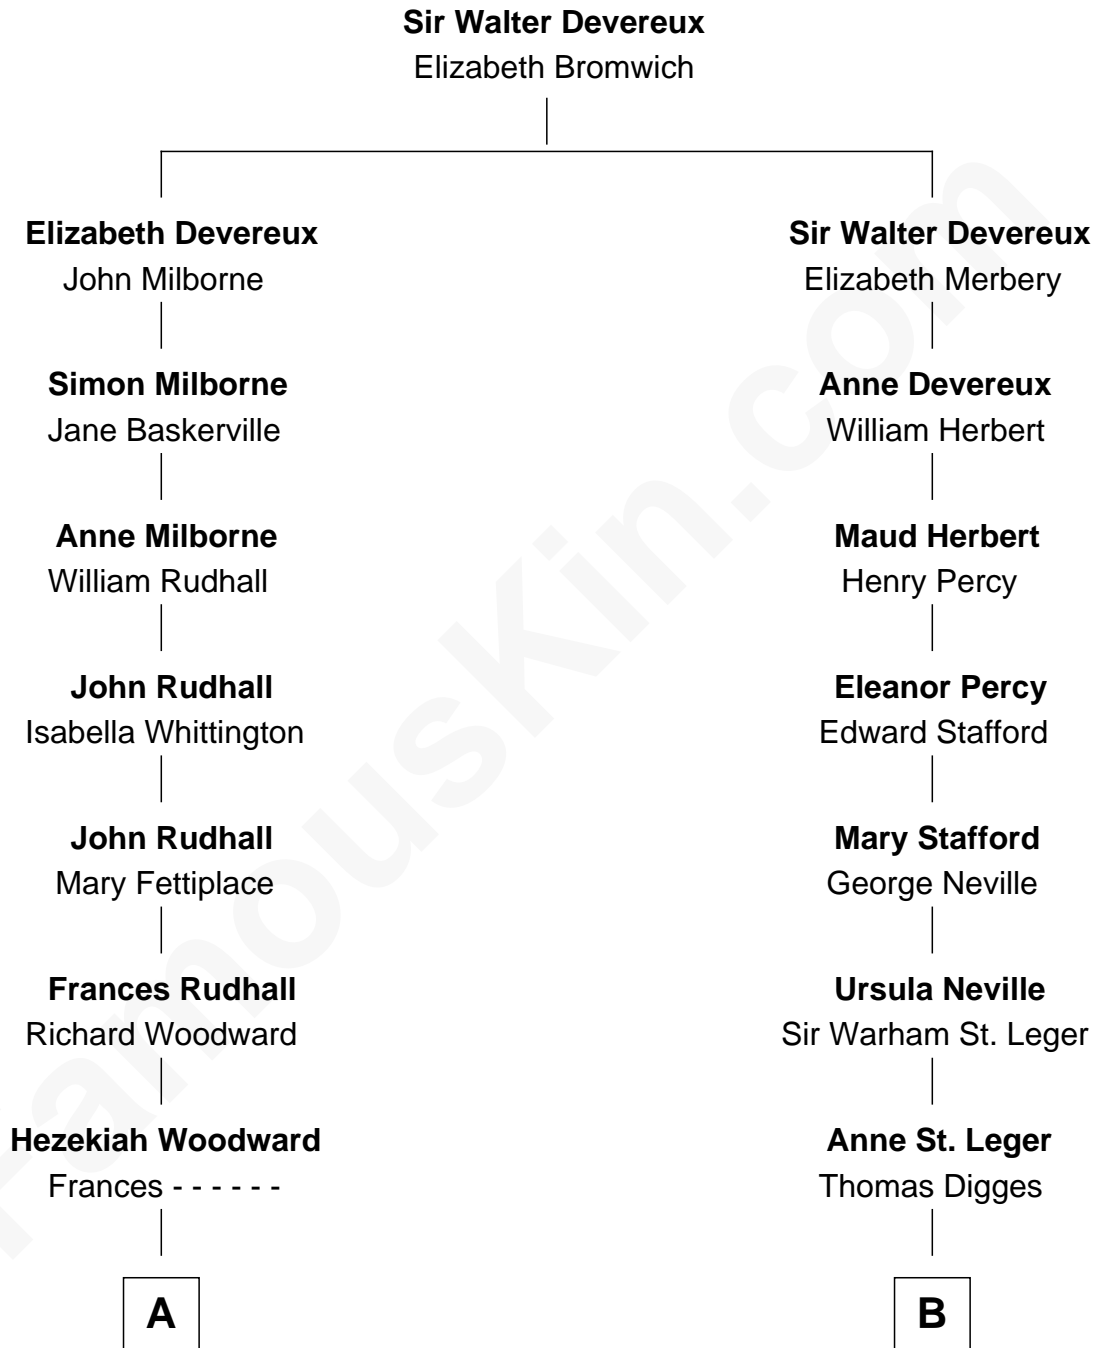 Sir Walter Devereux
Elizabeth Bromwich
Elizabeth Devereux
John Milborne
Sir Walter Devereux
Elizabeth Merbery
Simon Milborne
Jane Baskerville
Anne Devereux
William Herbert
Anne Milborne
William Rudhall
Maud Herbert
Henry Percy
John Rudhall
Isabella Whittington
Eleanor Percy
Edward Stafford
John Rudhall
Mary Fettiplace
Mary Stafford
George Neville
Frances Rudhall
Richard Woodward
Ursula Neville
Sir Warham St. Leger
Hezekiah Woodward
Frances - - - - - -
Anne St. Leger
Thomas Digges
A
B
FamousKin.com